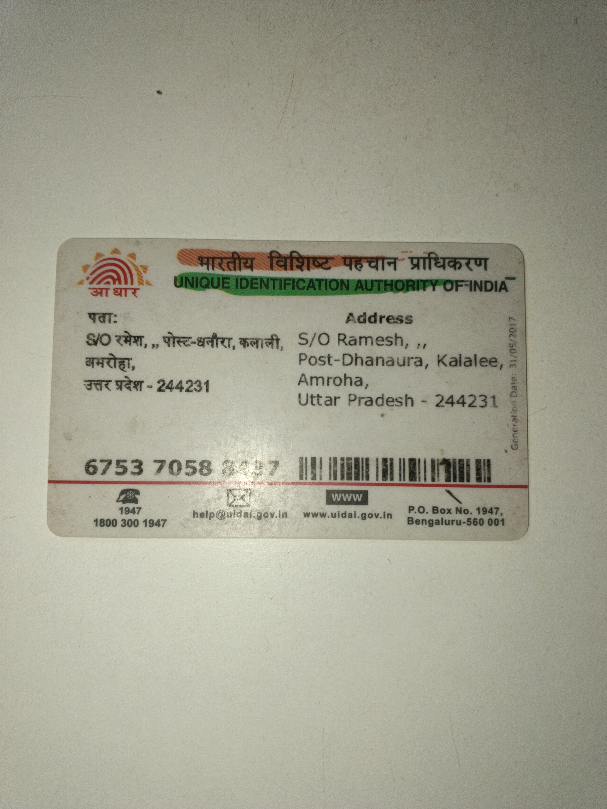 भारतीय विशिष्ट पहचान प्राधिकरण
UNIQUE IDENTIFICATION AUTHORITY OF INDIA
आधार
पता:
S/O रमेश, ,, पोस्ट-धनौरा, कलाली,
अमरोहा,
उत्तर प्रदेश - 244231
Address
S/O Ramesh, ,,
Post-Dhanaura, Kalalee,
Amroha,
Uttar Pradesh - 244231
Generation Date: 31/05/2017
6753 7058
1947
1800 300 1947
help@uidai.gov.in
www
www.uidai.gov.in
P.O. Box No. 1947,
Bengaluru-560 001